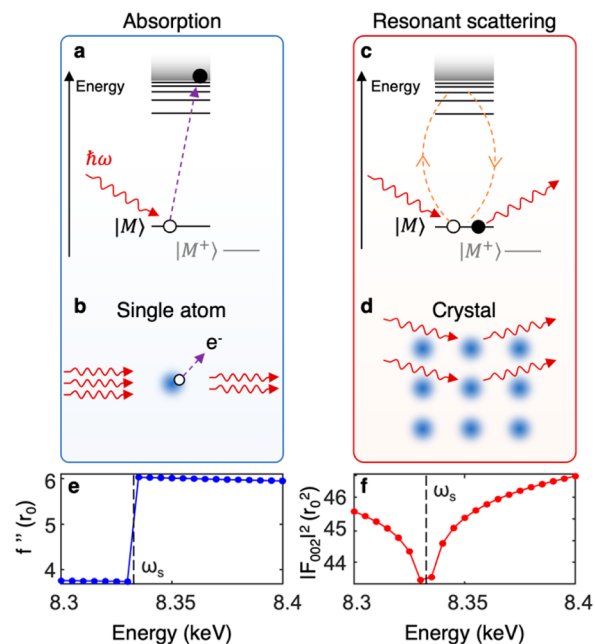 Absorption
Resonant scattering
a
Energy
ħω
|M⟩
|M⁺⟩
b
Single atom
e⁻
c
Energy
|M⟩
|M⁺⟩
d
Crystal
e
6
5
4
f'' (r₀)
ωₛ
8.3
8.35
8.4
Energy (keV)
f
46
45
44
|F₀₀₂|² (r₀²)
ωₛ
8.3
8.35
8.4
Energy (keV)